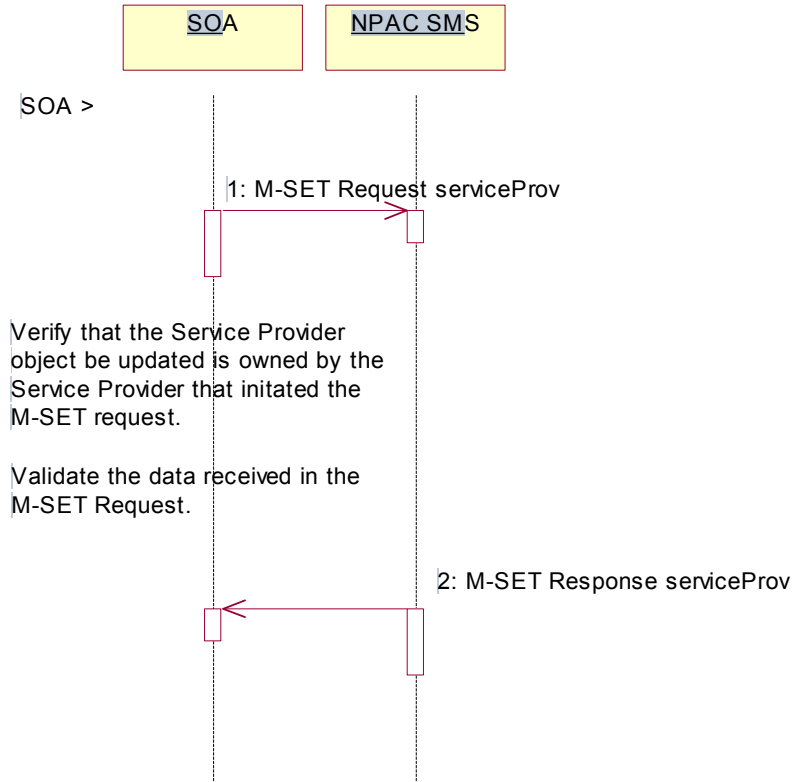 SOA
NPAC SMS
SOA >
1: M-SET Request serviceProv
Verify that the Service Provider
object be updated is owned by the
Service Provider that initated the
M-SET request.
Validate the data received in the
M-SET Request.
2: M-SET Response serviceProv